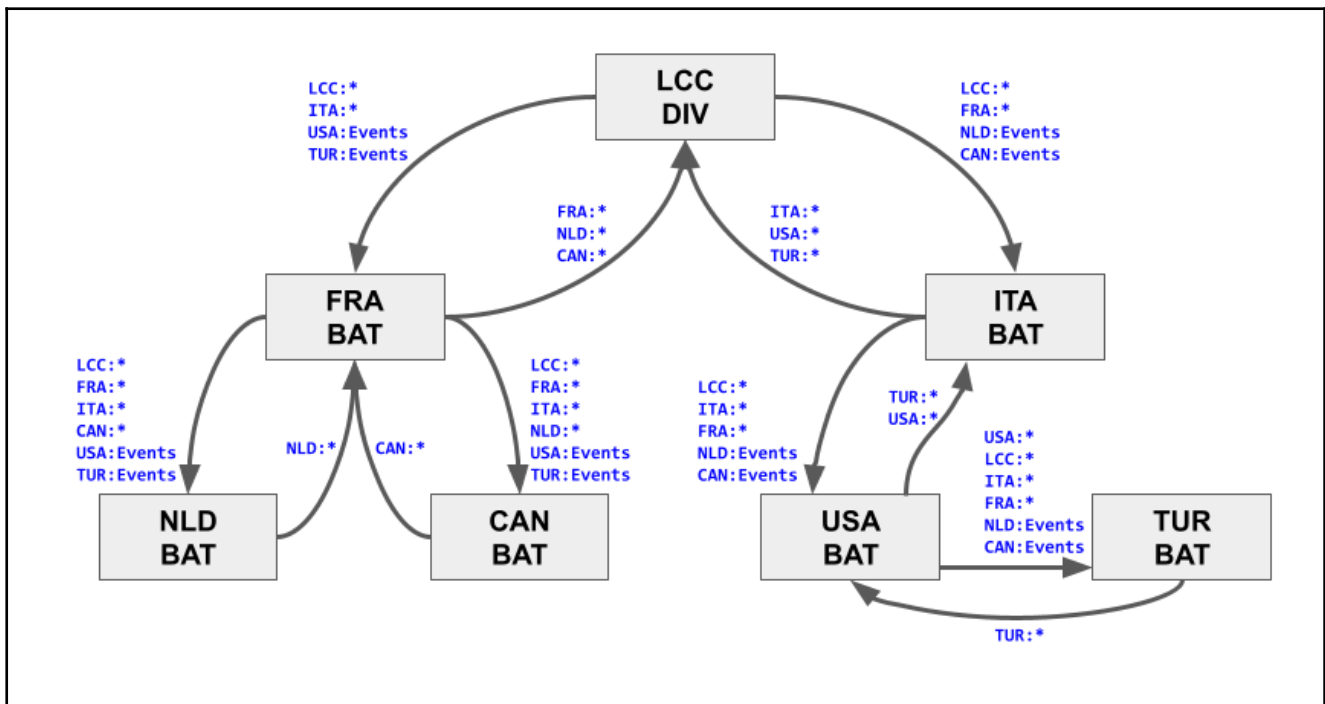 LCC
DIV
LCC:*
ITA:*
USA:Events
TUR:Events
LCC:*
FRA:*
NLD:Events
CAN:Events
FRA:*
NLD:*
CAN:*
ITA:*
USA:*
TUR:*
FRA
BAT
ITA
BAT
LCC:*
FRA:*
ITA:*
CAN:*
USA:Events
TUR:Events
NLD:*
CAN:*
LCC:*
FRA:*
ITA:*
NLD:*
USA:Events
TUR:Events
LCC:*
ITA:*
FRA:*
NLD:Events
CAN:Events
TUR:*
USA:*
USA:*
LCC:*
ITA:*
FRA:*
NLD:Events
CAN:Events
NLD
BAT
CAN
BAT
USA
BAT
TUR
BAT
TUR:*